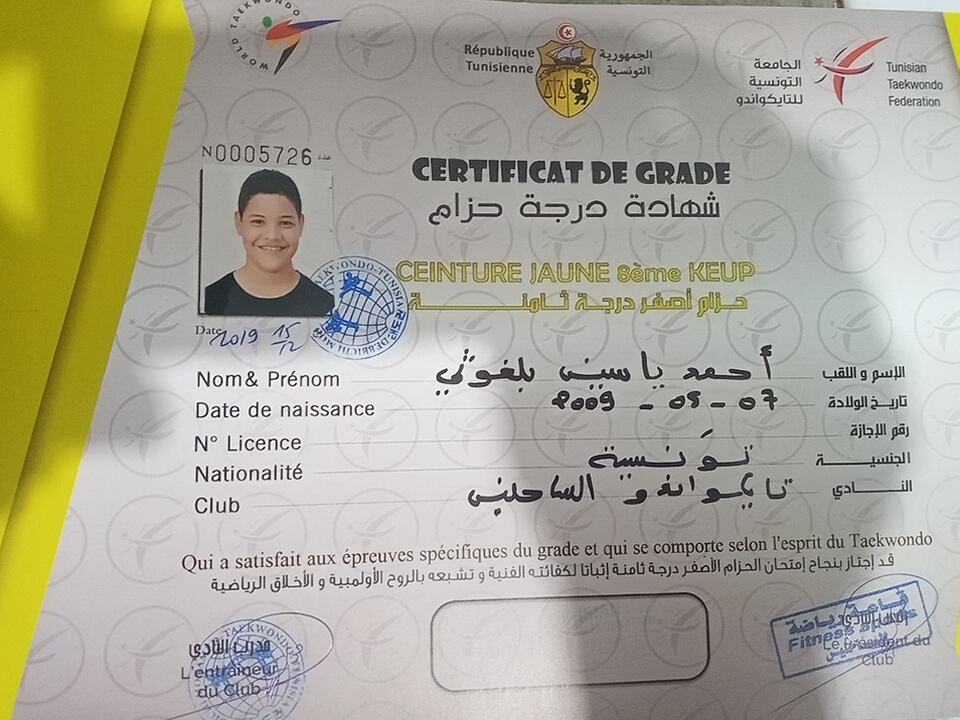 WORLD TAEKWONDO
République
Tunisienne
الجمهورية
التونسية
الجامعة
التونسية
للتايكواندو
Tunisian
Taekwondo
Federation
N0005726 عدد
CERTIFICAT DE GRADE
شهادة درجة حزام
CEINTURE JAUNE 8ème KEUP
حزام أصفر درجة ثامنة
Date 2019 15/12
Nom& Prénom أحمد ياسين بلغوثي الإسم و اللقب
Date de naissance 2009 - 05 - 07 تاريخ الولادة
N° Licence رقم الإجازة
Nationalité تونسية الجنسية
Club تايكواندو الساحلين النادي
Qui a satisfait aux épreuves spécifiques du grade et qui se comporte selon l'esprit du Taekwondo
قد إجتاز بنجاح إمتحان الحزام الأصفر درجة ثامنة إثباتا لكفائته الفنية و تشبعه بالروح الأولمبية و الأخلاق الرياضية
مدرب النادي
L'entraineur
du Club
قاعة رياضة
Fitness
Le Président du
Club